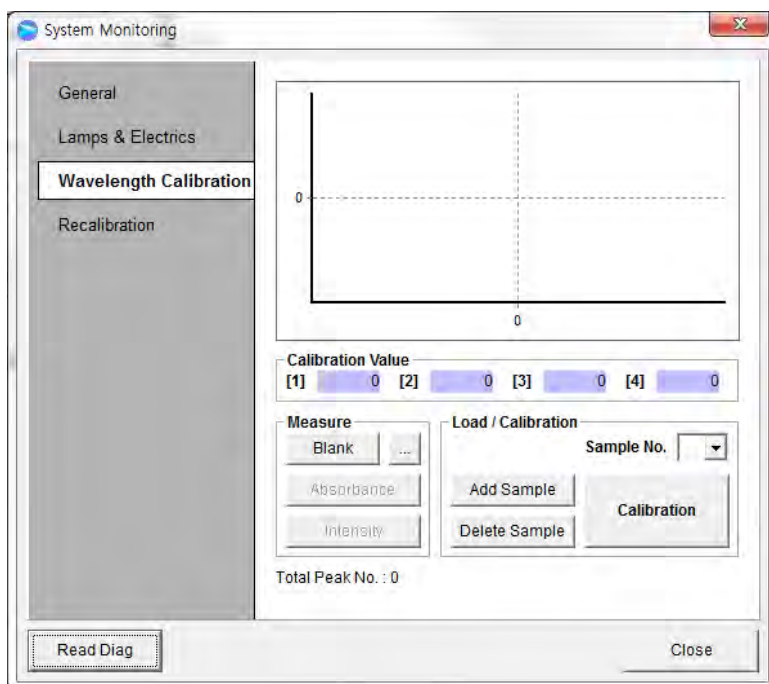 System Monitoring
General
Lamps & Electrics
Wavelength Calibration
Recalibration
0
0
Calibration Value
[1] 0 [2] 0 [3] 0 [4] 0
Measure
Blank ...
Absorbance
Intensity
Load / Calibration
Sample No.
Add Sample
Delete Sample
Calibration
Total Peak No. : 0
Read Diag
Close